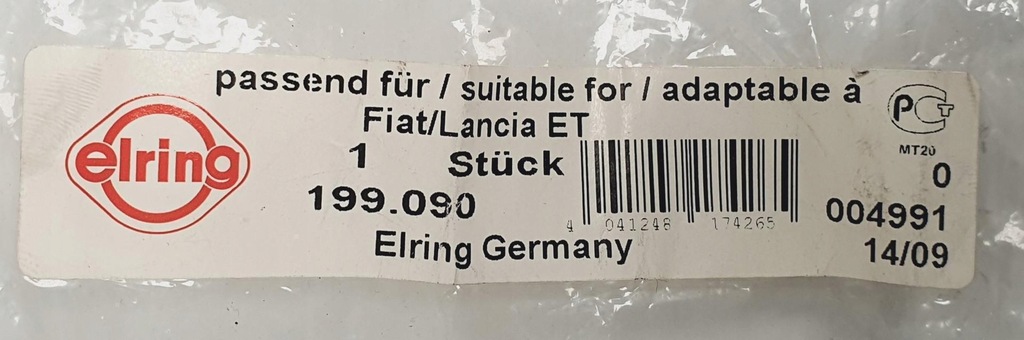 elring
passend für / suitable for / adaptable à
Fiat/Lancia ET
1 Stück
199.090
Elring Germany
4 041248 174265
PCT
MT20
0
004991
14/09